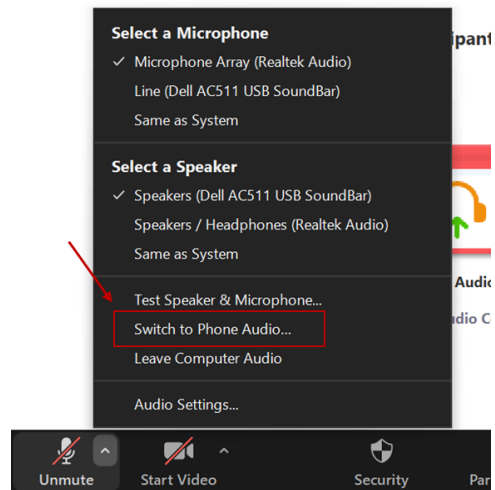 Select a Microphone
Microphone Array (Realtek Audio)
Line (Dell AC511 USB SoundBar)
Same as System
Select a Speaker
Speakers (Dell AC511 USB SoundBar)
Speakers / Headphones (Realtek Audio)
Same as System
Test Speaker & Microphone...
Switch to Phone Audio...
Leave Computer Audio
Audio Settings...
Unmute
Start Video
Security